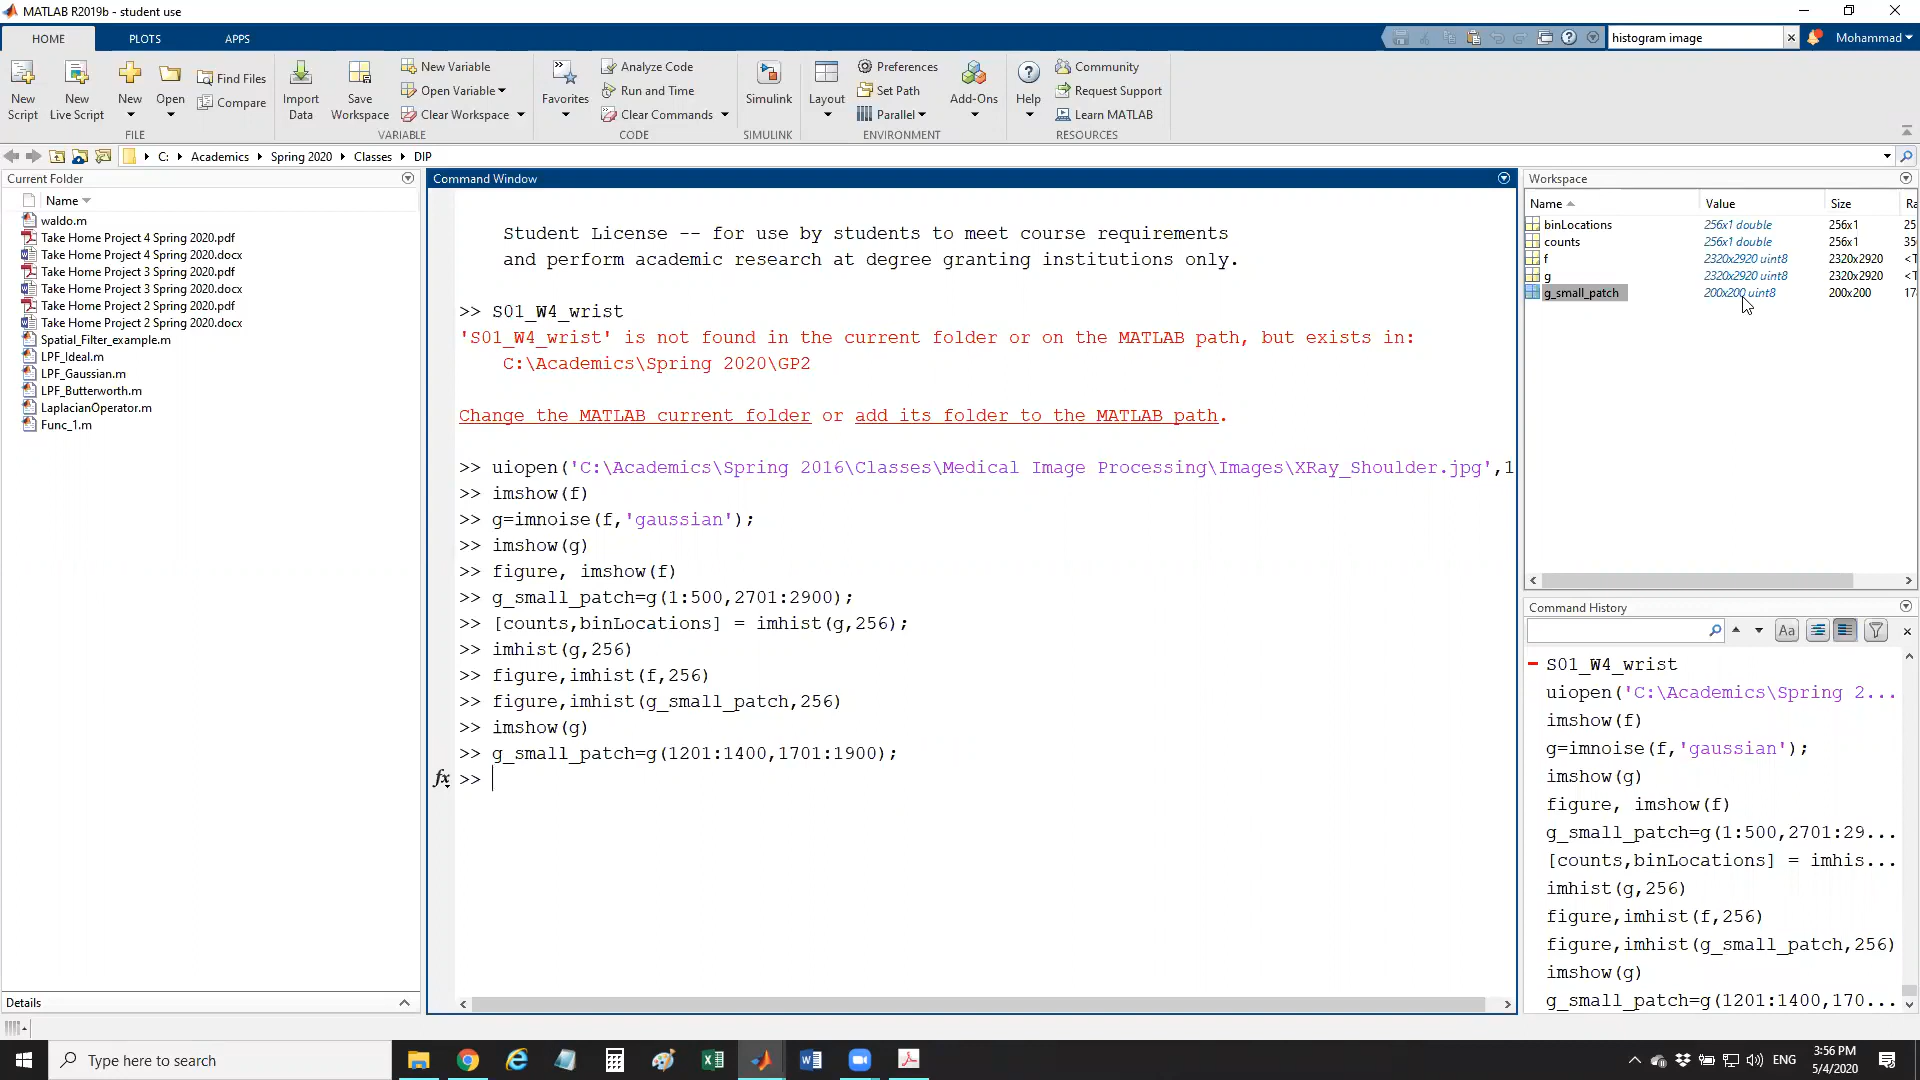 MATLAB R2019b - student use
HOME PLOTS APPS
histogram image
Mohammad
New Script
New Live Script
New
Open
Find Files
Compare
FILE
Import Data
Save Workspace
New Variable
Open Variable
Clear Workspace
VARIABLE
Favorites
Analyze Code
Run and Time
Clear Commands
CODE
Simulink
SIMULINK
Layout
Preferences
Set Path
Parallel
Add-Ons
ENVIRONMENT
Help
Community
Request Support
Learn MATLAB
RESOURCES
C: Academics Spring 2020 Classes DIP
Current Folder
Name
waldo.m
Take Home Project 4 Spring 2020.pdf
Take Home Project 4 Spring 2020.docx
Take Home Project 3 Spring 2020.pdf
Take Home Project 3 Spring 2020.docx
Take Home Project 2 Spring 2020.pdf
Take Home Project 2 Spring 2020.docx
Spatial_Filter_example.m
LPF_Ideal.m
LPF_Gaussian.m
LPF_Butterworth.m
LaplacianOperator.m
Func_1.m
Details
Command Window
Student License -- for use by students to meet course requirements
and perform academic research at degree granting institutions only.
>> S01_W4_wrist
'S01_W4_wrist' is not found in the current folder or on the MATLAB path, but exists in:
C:\Academics\Spring 2020\GP2
Change the MATLAB current folder or add its folder to the MATLAB path.
>> uiopen('C:\Academics\Spring 2016\Classes\Medical Image Processing\Images\XRay_Shoulder.jpg',1
>> imshow(f)
>> g=imnoise(f,'gaussian');
>> imshow(g)
>> figure, imshow(f)
>> g_small_patch=g(1:500,2701:2900);
>> [counts,binLocations] = imhist(g,256);
>> imhist(g,256)
>> figure,imhist(f,256)
>> figure,imhist(g_small_patch,256)
>> imshow(g)
>> g_small_patch=g(1201:1400,1701:1900);
fx >>
Workspace
Name Value Size Ra
binLocations 256x1 double 256x1 25
counts 256x1 double 256x1 35
f 2320x2920 uint8 2320x2920 <T
g 2320x2920 uint8 2320x2920 <T
g_small_patch 200x200 uint8 200x200 17
Command History
Aa
S01_W4_wrist
uiopen('C:\Academics\Spring 2...
imshow(f)
g=imnoise(f,'gaussian');
imshow(g)
figure, imshow(f)
g_small_patch=g(1:500,2701:29...
[counts,binLocations] = imhis...
imhist(g,256)
figure,imhist(f,256)
figure,imhist(g_small_patch,256)
imshow(g)
g_small_patch=g(1201:1400,170...
Type here to search
ENG
3:56 PM
5/4/2020